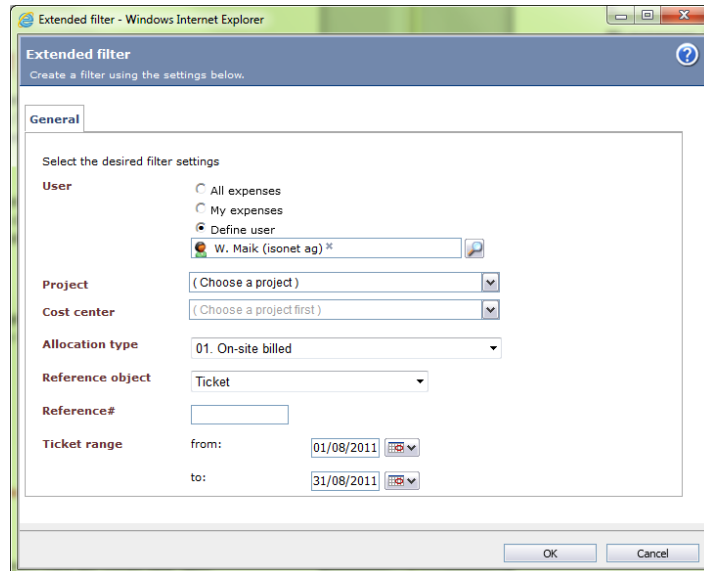 Extended filter - Windows Internet Explorer
Extended filter
Create a filter using the settings below.
General
Select the desired filter settings
User
All expenses
My expenses
Define user
W. Maik (isonet ag) ×
Project ( Choose a project )
Cost center ( Choose a project first )
Allocation type 01. On-site billed
Reference object Ticket
Reference#
Ticket range from: 01/08/2011
to: 31/08/2011
OK Cancel